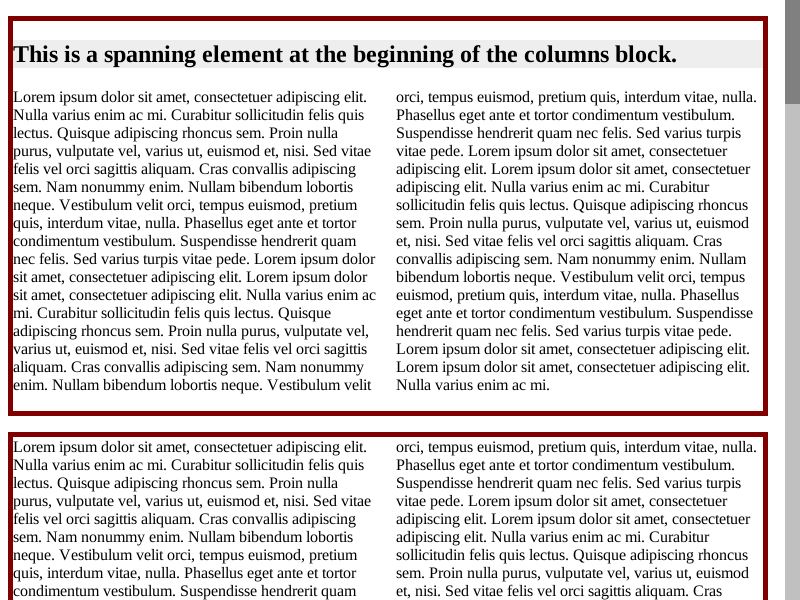 This is a spanning element at the beginning of the columns block.
Lorem ipsum dolor sit amet, consectetuer adipiscing elit.
Nulla varius enim ac mi. Curabitur sollicitudin felis quis
lectus. Quisque adipiscing rhoncus sem. Proin nulla
purus, vulputate vel, varius ut, euismod et, nisi. Sed vitae
felis vel orci sagittis aliquam. Cras convallis adipiscing
sem. Nam nonummy enim. Nullam bibendum lobortis
neque. Vestibulum velit orci, tempus euismod, pretium
quis, interdum vitae, nulla. Phasellus eget ante et tortor
condimentum vestibulum. Suspendisse hendrerit quam
nec felis. Sed varius turpis vitae pede. Lorem ipsum dolor
sit amet, consectetuer adipiscing elit. Lorem ipsum dolor
sit amet, consectetuer adipiscing elit. Nulla varius enim ac
mi. Curabitur sollicitudin felis quis lectus. Quisque
adipiscing rhoncus sem. Proin nulla purus, vulputate vel,
varius ut, euismod et, nisi. Sed vitae felis vel orci sagittis
aliquam. Cras convallis adipiscing sem. Nam nonummy
enim. Nullam bibendum lobortis neque. Vestibulum velit
orci, tempus euismod, pretium quis, interdum vitae, nulla.
Phasellus eget ante et tortor condimentum vestibulum.
Suspendisse hendrerit quam nec felis. Sed varius turpis
vitae pede. Lorem ipsum dolor sit amet, consectetuer
adipiscing elit. Lorem ipsum dolor sit amet, consectetuer
adipiscing elit. Nulla varius enim ac mi. Curabitur
sollicitudin felis quis lectus. Quisque adipiscing rhoncus
sem. Proin nulla purus, vulputate vel, varius ut, euismod
et, nisi. Sed vitae felis vel orci sagittis aliquam. Cras
convallis adipiscing sem. Nam nonummy enim. Nullam
bibendum lobortis neque. Vestibulum velit orci, tempus
euismod, pretium quis, interdum vitae, nulla. Phasellus
eget ante et tortor condimentum vestibulum. Suspendisse
hendrerit quam nec felis. Sed varius turpis vitae pede.
Lorem ipsum dolor sit amet, consectetuer adipiscing elit.
Lorem ipsum dolor sit amet, consectetuer adipiscing elit.
Nulla varius enim ac mi.
Lorem ipsum dolor sit amet, consectetuer adipiscing elit.
Nulla varius enim ac mi. Curabitur sollicitudin felis quis
lectus. Quisque adipiscing rhoncus sem. Proin nulla
purus, vulputate vel, varius ut, euismod et, nisi. Sed vitae
felis vel orci sagittis aliquam. Cras convallis adipiscing
sem. Nam nonummy enim. Nullam bibendum lobortis
neque. Vestibulum velit orci, tempus euismod, pretium
quis, interdum vitae, nulla. Phasellus eget ante et tortor
condimentum vestibulum. Suspendisse hendrerit quam
orci, tempus euismod, pretium quis, interdum vitae, nulla.
Phasellus eget ante et tortor condimentum vestibulum.
Suspendisse hendrerit quam nec felis. Sed varius turpis
vitae pede. Lorem ipsum dolor sit amet, consectetuer
adipiscing elit. Lorem ipsum dolor sit amet, consectetuer
adipiscing elit. Nulla varius enim ac mi. Curabitur
sollicitudin felis quis lectus. Quisque adipiscing rhoncus
sem. Proin nulla purus, vulputate vel, varius ut, euismod
et, nisi. Sed vitae felis vel orci sagittis aliquam. Cras